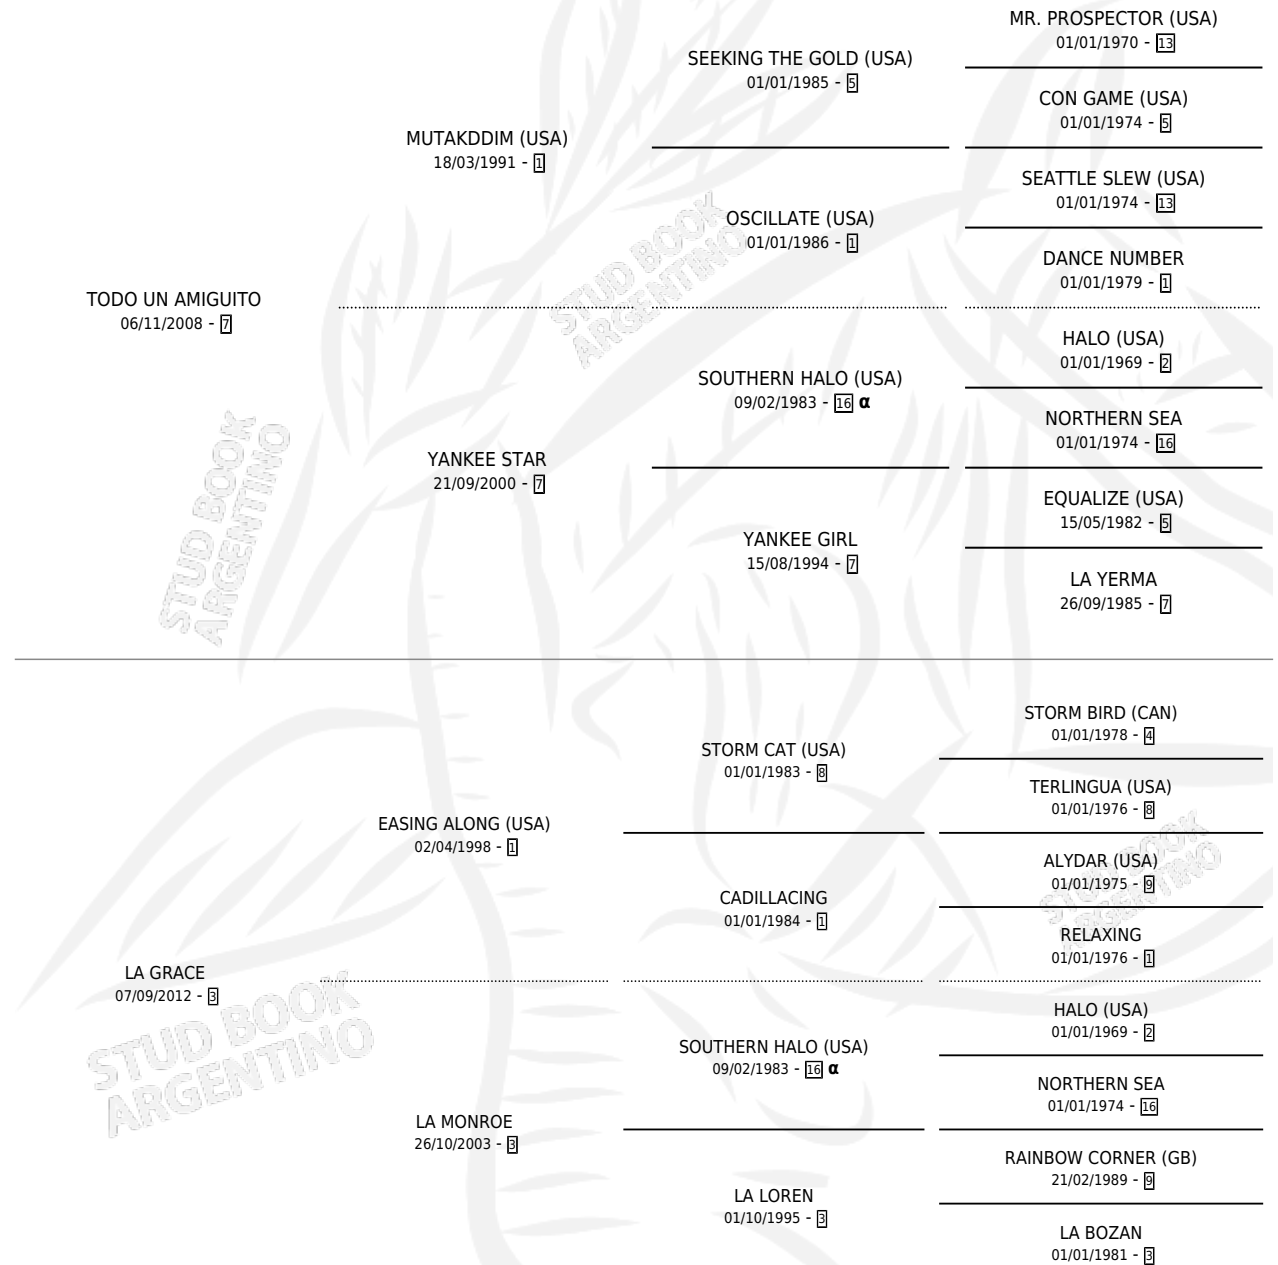 MR. PROSPECTOR (USA)
01/01/1970 - 13
SEEKING THE GOLD (USA)
01/01/1985 - 5
CON GAME (USA)
01/01/1974 - 5
MUTAKDDIM (USA)
18/03/1991 - 1
SEATTLE SLEW (USA)
01/01/1974 - 13
OSCILLATE (USA)
01/01/1986 - 1
DANCE NUMBER
01/01/1979 - 1
TODO UN AMIGUITO
06/11/2008 - 7
HALO (USA)
01/01/1969 - 2
SOUTHERN HALO (USA)
09/02/1983 - 16 α
NORTHERN SEA
01/01/1974 - 16
YANKEE STAR
21/09/2000 - 7
EQUALIZE (USA)
15/05/1982 - 5
YANKEE GIRL
15/08/1994 - 7
LA YERMA
26/09/1985 - 7
STORM BIRD (CAN)
01/01/1978 - 4
STORM CAT (USA)
01/01/1983 - 8
TERLINGUA (USA)
01/01/1976 - 8
EASING ALONG (USA)
02/04/1998 - 1
ALYDAR (USA)
01/01/1975 - 9
CADILLACING
01/01/1984 - 1
RELAXING
01/01/1976 - 1
LA GRACE
07/09/2012 - 3
HALO (USA)
01/01/1969 - 2
SOUTHERN HALO (USA)
09/02/1983 - 16 α
NORTHERN SEA
01/01/1974 - 16
LA MONROE
26/10/2003 - 3
RAINBOW CORNER (GB)
21/02/1989 - 9
LA LOREN
01/10/1995 - 3
LA BOZAN
01/01/1981 - 3
STUD BOOK
ARGENTINO
STUD BOOK
ARGENTINO
STUD BOOK
ARGENTINO
STUD BOOK
ARGENTINO